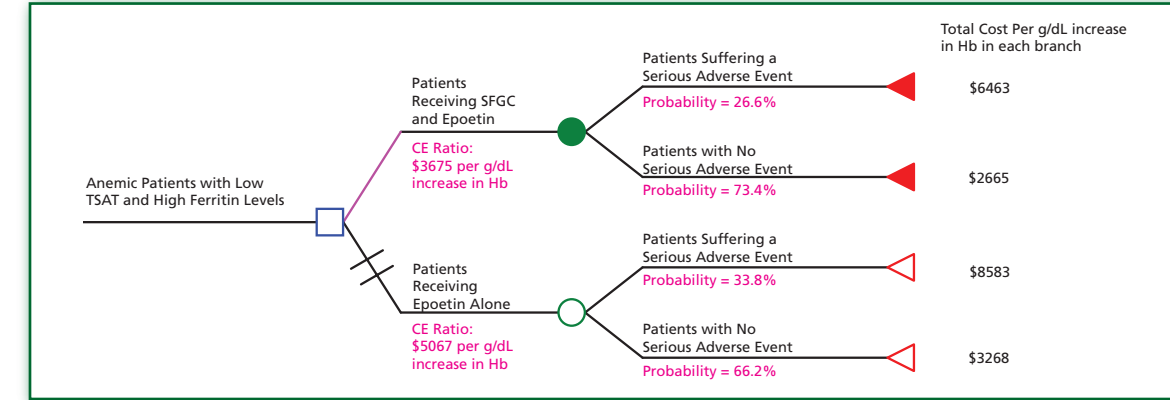 Total Cost Per g/dL increase
in Hb in each branch
Patients Suffering a
Serious Adverse Event
Probability = 26.6%
$6463
Patients
Receiving SFGC
and Epoetin
CE Ratio:
$3675 per g/dL
increase in Hb
Patients with No
Serious Adverse Event
Probability = 73.4%
$2665
Anemic Patients with Low
TSAT and High Ferritin Levels
Patients Suffering a
Serious Adverse Event
Probability = 33.8%
$8583
Patients
Receiving
Epoetin Alone
CE Ratio:
$5067 per g/dL
increase in Hb
Patients with No
Serious Adverse Event
Probability = 66.2%
$3268